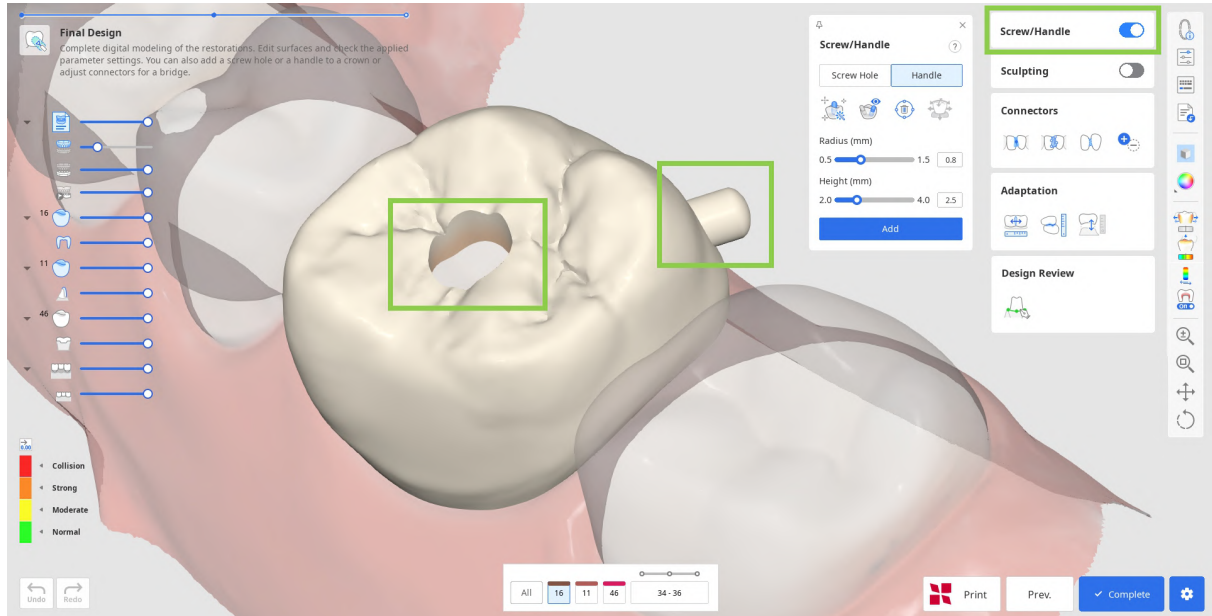 Final Design
Complete digital modeling of the restorations. Edit surfaces and check the applied
parameter settings. You can also add a screw hole or a handle to a crown or
adjust connectors for a bridge.
16
11
46
0.00
Collision
Strong
Moderate
Normal
Undo
Redo
All
16
11
46
34 - 36
Screw/Handle
?
Screw Hole
Handle
Radius (mm)
0.5
1.5
0.8
Height (mm)
2.0
4.0
2.5
Add
Screw/Handle
Sculpting
Connectors
Adaptation
Design Review
On
Print
Prev.
Complete